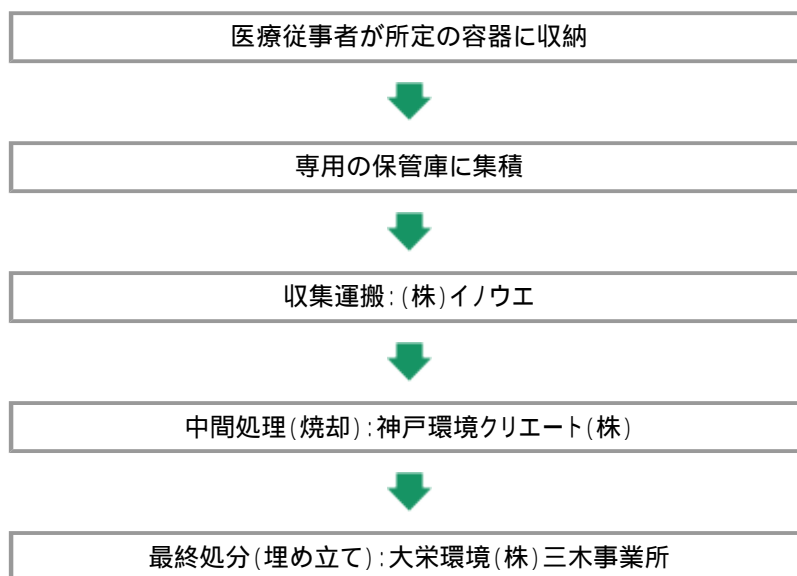 医療従事者が所定の容器に収納
専用の保管庫に集積
収集運搬:(株)イノウエ
中間処理(焼却):神戸環境クリエート(株)
最終処分(埋め立て):大栄環境(株)三木事業所